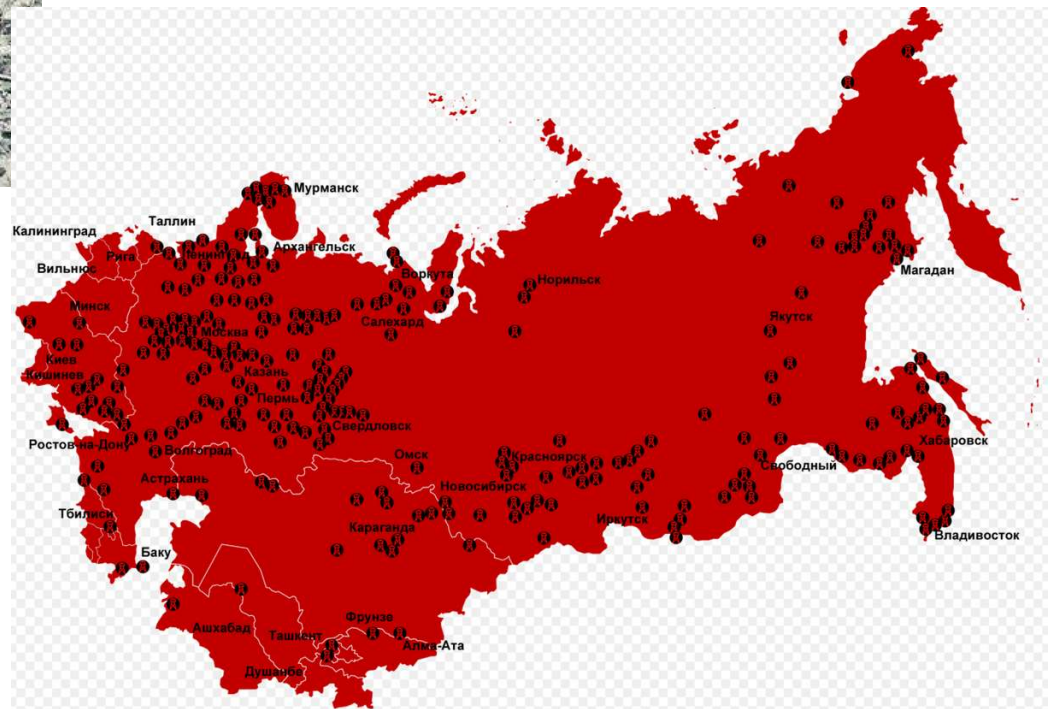 Мурманск
Таллин
Калининград
Рига
Ленинград
Архангельск
Вильнюс
Воркута
Норильск
Магадан
Минск
Салехард
Якутск
Москва
Киев
Казань
Кишинев
Пермь
Свердловск
Ростов-на-Дону
Хабаровск
Волгоград
Омск
Красноярск
Свободный
Астрахань
Новосибирск
Тбилиси
Караганда
Иркутск
Владивосток
Баку
Фрунзе
Ашхабад
Ташкент
Алма-Ата
Душанбе